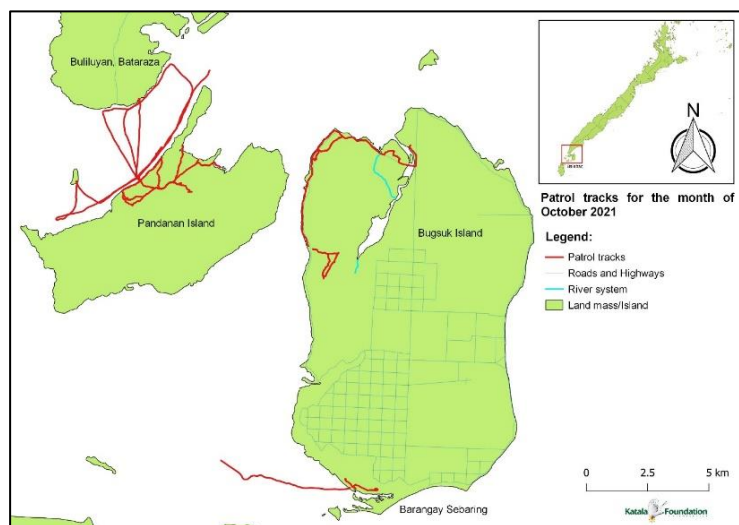 Buliluyan, Bataraza
Pandanan Island
Bugsuk Island
Barangay Sebaring
N
Patrol tracks for the month of
October 2021
Legend:
Patrol tracks
Roads and Highways
River system
Land mass/Island
0 2.5 5 km
Katala Foundation